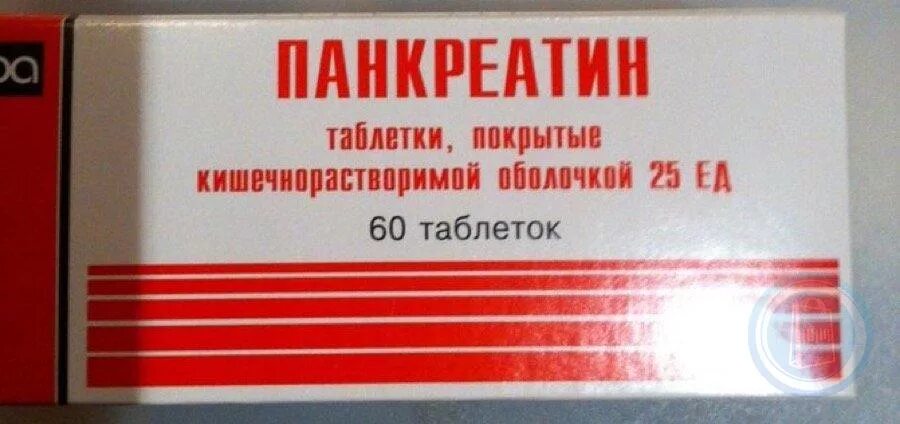 ПАНКРЕАТИН
таблетки, покрытые
кишечнорастворимой оболочкой 25 ЕД
60 таблеток